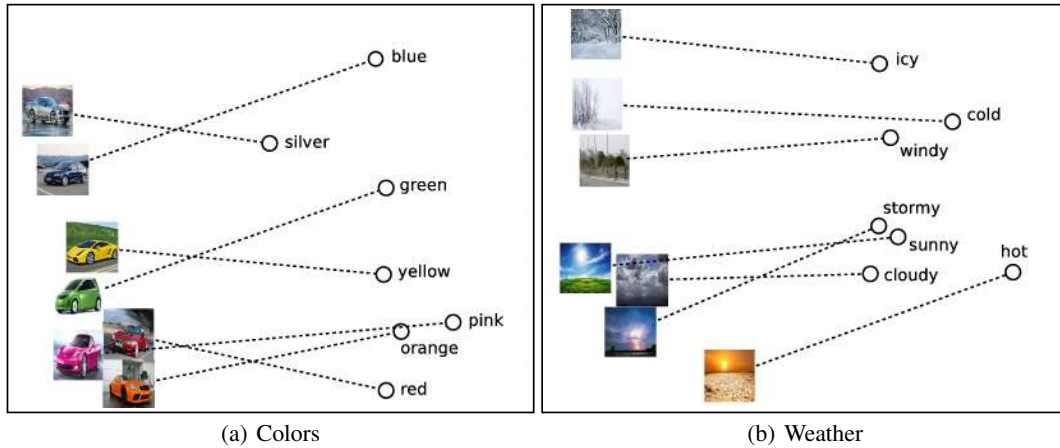 blue
silver
green
yellow
pink
orange
red
(a) Colors
icy
cold
windy
stormy
sunny
hot
cloudy
(b) Weather